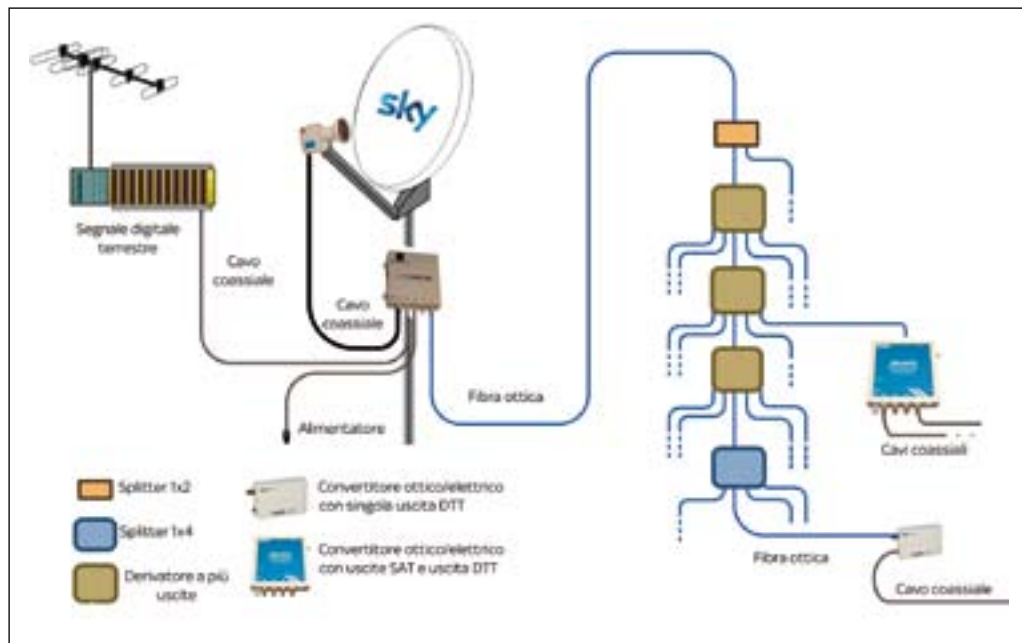 sky
Segnale digitale
terrestre
Cavo
coassiale
Cavo
coassiale
Fibra ottica
Alimentatore
Cavi coassiali
Splitter 1x2
Splitter 1x4
Derivatore a più
uscite
Convertitore ottico/elettrico
con singola uscita DTT
Convertitore ottico/elettrico
con uscite SAT e uscita DTT
Fibra ottica
Cavo coassiale